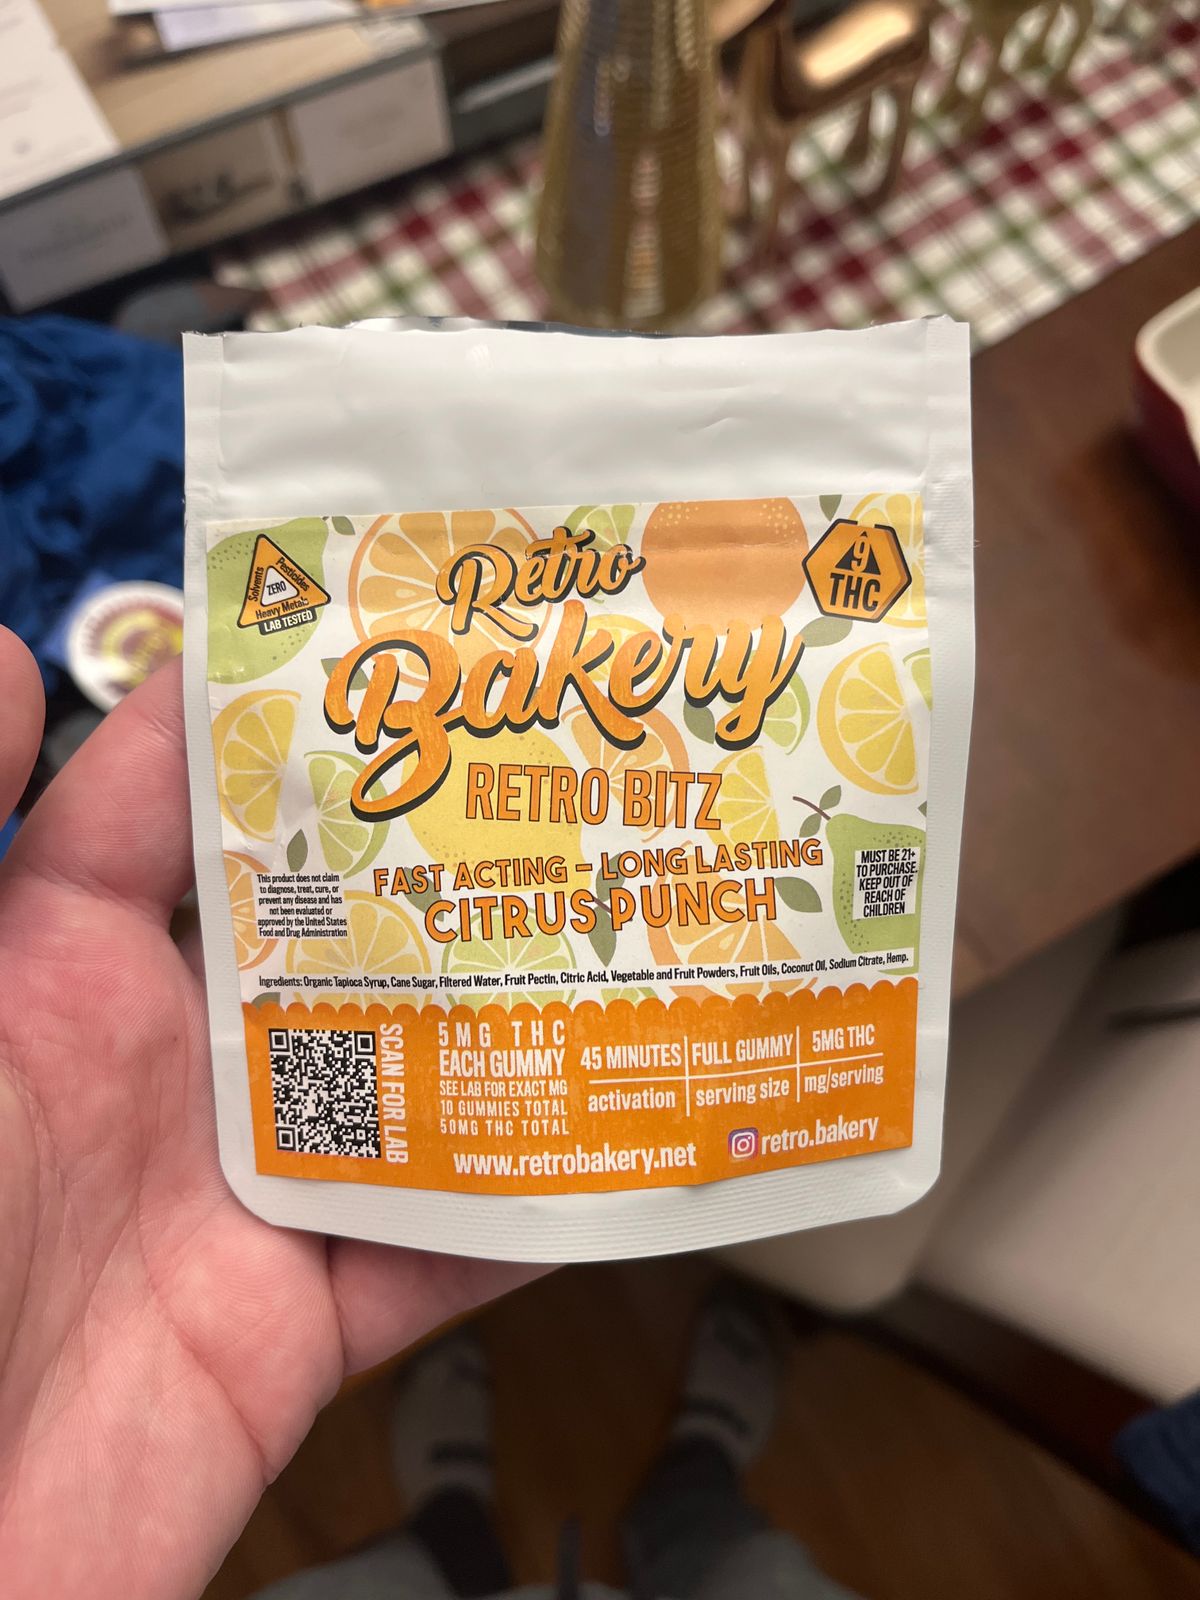 Solvents
Pesticides
ZERO
Heavy Metals
LAB TESTED
9
THC
Retro
Bakery
RETRO BITZ
FAST ACTING – LONG LASTING
CITRUS PUNCH
This product does not claim
to diagnose, treat, cure, or
prevent any disease and has
not been evaluated or
approved by the United States
Food and Drug Administration
MUST BE 21+
TO PURCHASE.
KEEP OUT OF
REACH OF
CHILDREN
Ingredients: Organic Tapioca Syrup, Cane Sugar, Filtered Water, Fruit Pectin, Citric Acid, Vegetable and Fruit Powders, Fruit Oils, Coconut Oil, Sodium Citrate, Hemp.
SCAN FOR LAB
5MG THC
EACH GUMMY
SEE LAB FOR EXACT MG
10 GUMMIES TOTAL
50MG THC TOTAL
45 MINUTES FULL GUMMY 5MG THC
activation serving size mg/serving
www.retrobakery.net
retro.bakery